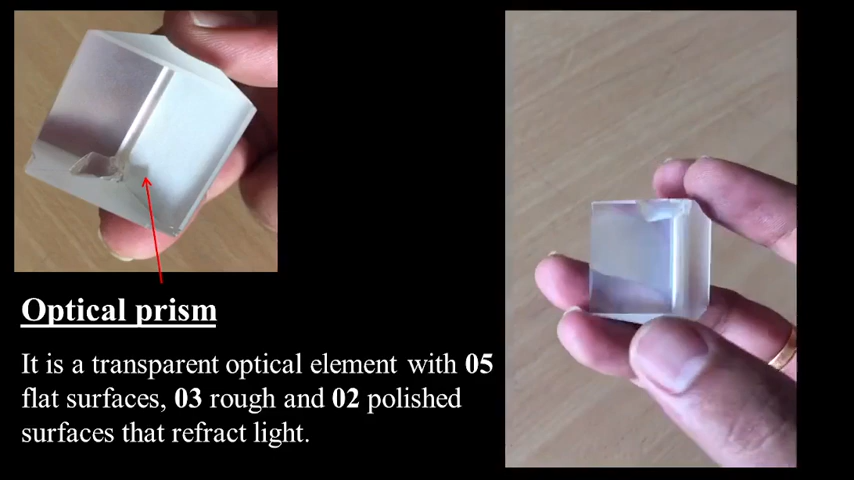 Optical prism
It is a transparent optical element with 05
flat surfaces, 03 rough and 02 polished
surfaces that refract light.